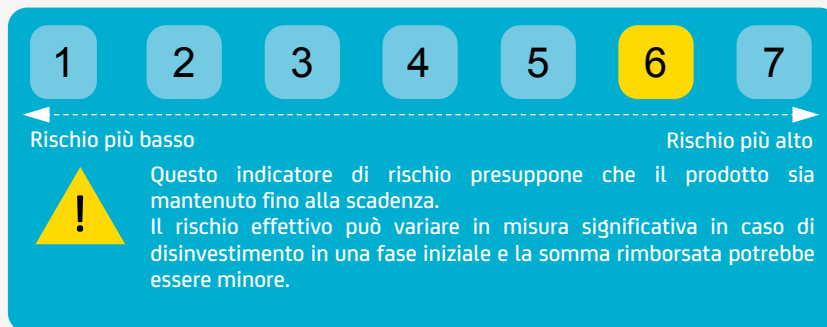 1 2 3 4 5 6 7
Rischio più basso Rischio più alto
Questo indicatore di rischio presuppone che il prodotto sia
mantenuto fino alla scadenza.
!
Il rischio effettivo può variare in misura significativa in caso di
disinvestimento in una fase iniziale e la somma rimborsata potrebbe
essere minore.